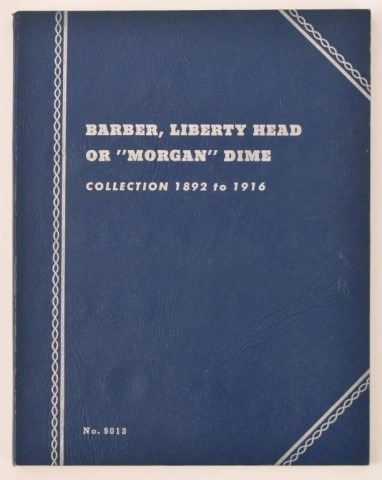 BARBER, LIBERTY HEAD
OR "MORGAN" DIME
COLLECTION 1892 to 1916
No. 9013